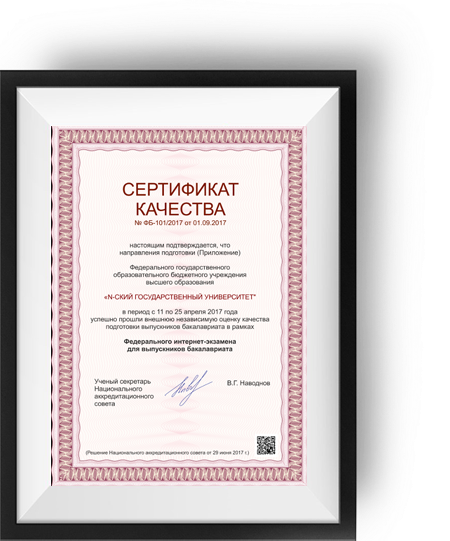 СЕРТИФИКАТ
КАЧЕСТВА
№ ФБ-101/2017 от 01.09.2017
настоящим подтверждается, что
направления подготовки (Приложение)
Федерального государственного
образовательного бюджетного учреждения
высшего образования
«N-СКИЙ ГОСУДАРСТВЕННЫЙ УНИВЕРСИТЕТ"
в период с 11 по 25 апреля 2017 года
успешно прошли внешнюю независимую оценку качества
подготовки выпускников бакалавриата в рамках
Федерального интернет-экзамена
для выпускников бакалавриата
Ученый секретарь
Национального
аккредитационного
совета
В.Г. Наводнов
(Решение Национального аккредитационного совета от 29 июня 2017 г.)